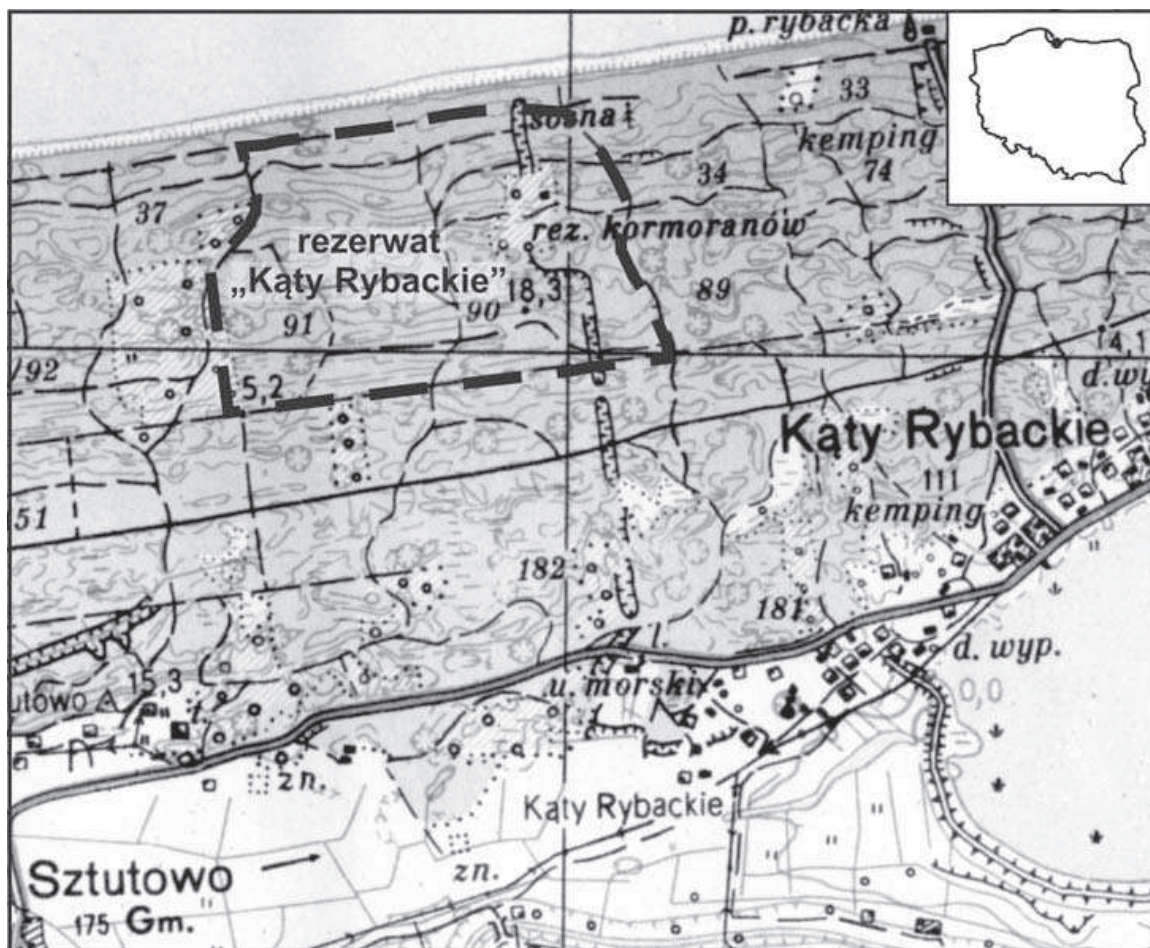 p. rybacka
33
sosna
kemping
74
34
37
rez. kormoranów
rezerwat
„Kąty Rybackie”
18,3
89
90
91
14,1
/92
5,2
d. wy
Kąty Rybackie
111
kemping
51
182
181
d. wyp.
0,0
15,3
u. morski
utowo A
t.
zn.
Kąty Rybackie
Sztutowo
zn.
175 Gm.